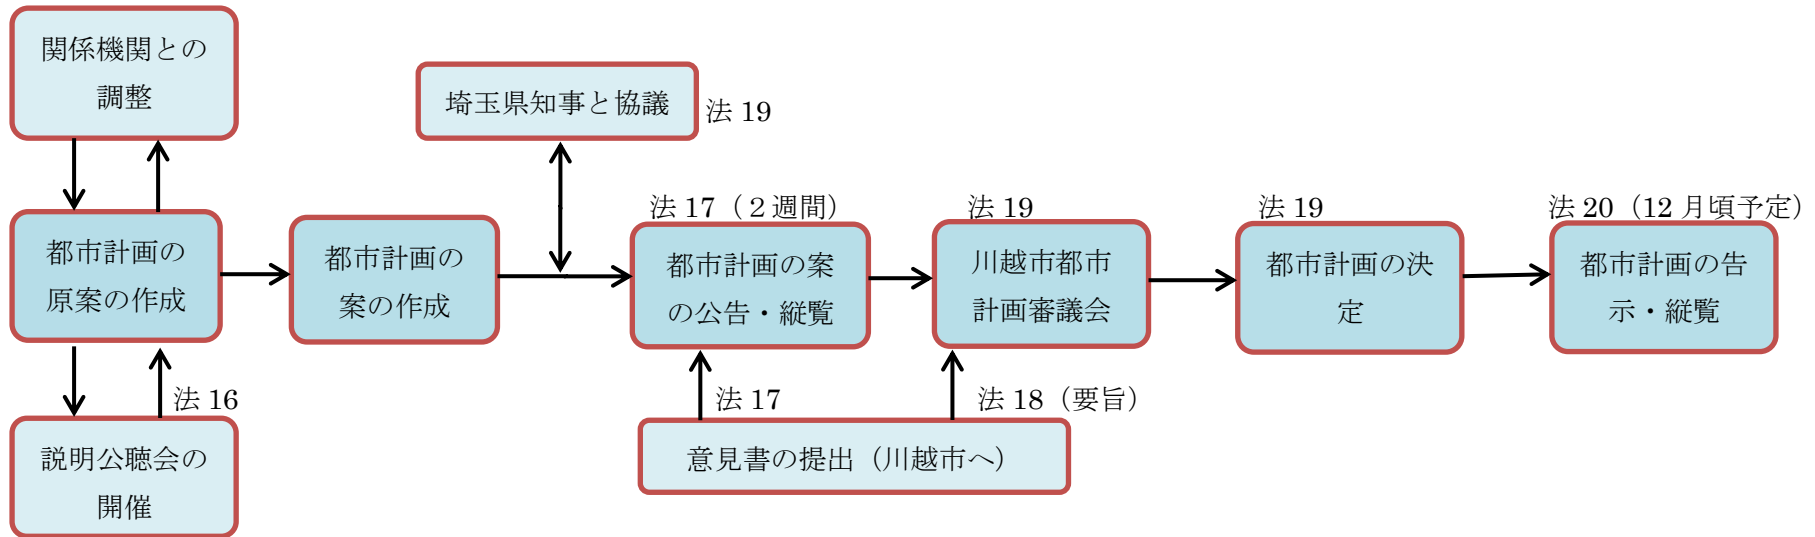 関係機関との
調整
埼玉県知事と協議
法 19
法 17（２週間）
法 19
法 19
法 20（12 月頃予定）
都市計画の
原案の作成
都市計画の
案の作成
都市計画の案
の公告・縦覧
川越市都市
計画審議会
都市計画の決
定
都市計画の告
示・縦覧
法 16
法 17
法 18（要旨）
説明公聴会の
開催
意見書の提出（川越市へ）